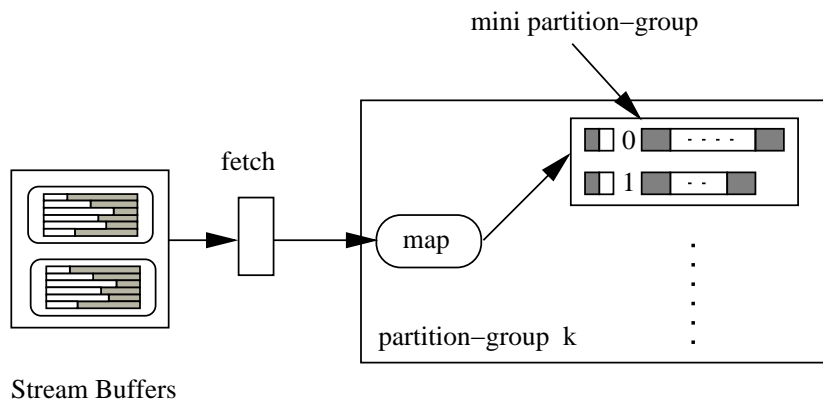 mini partition−group
fetch
0
1
map
partition−group k
Stream Buffers